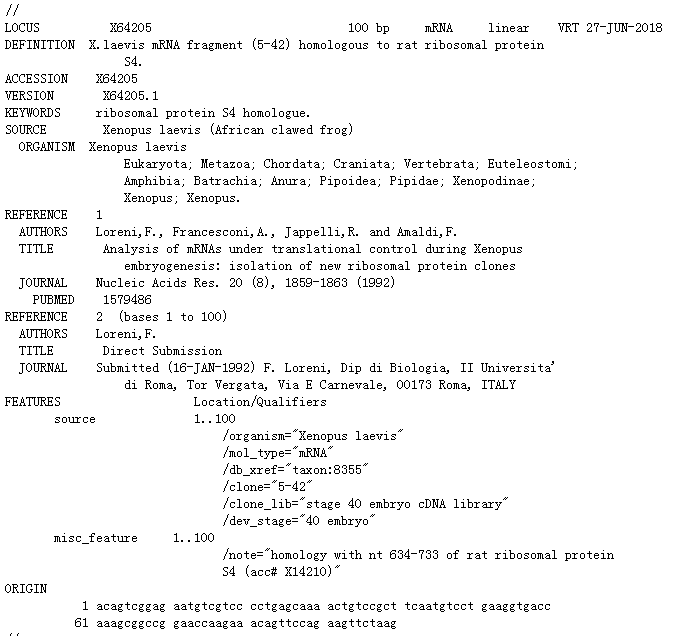 //
LOCUS X64205 100 bp mRNA linear VRT 27-JUN-2018
DEFINITION X.laevis mRNA fragment (5-42) homologous to rat ribosomal protein
S4.
ACCESSION X64205
VERSION X64205.1
KEYWORDS ribosomal protein S4 homologue.
SOURCE Xenopus laevis (African clawed frog)
ORGANISM Xenopus laevis
Eukaryota; Metazoa; Chordata; Craniata; Vertebrata; Euteleostomi;
Amphibia; Batrachia; Anura; Pipoidea; Pipidae; Xenopodinae;
Xenopus; Xenopus.
REFERENCE 1
AUTHORS Loreni,F., Francesconi,A., Jappelli,R. and Amaldi,F.
TITLE Analysis of mRNAs under translational control during Xenopus
embryogenesis: isolation of new ribosomal protein clones
JOURNAL Nucleic Acids Res. 20 (8), 1859-1863 (1992)
PUBMED 1579486
REFERENCE 2 (bases 1 to 100)
AUTHORS Loreni,F.
TITLE Direct Submission
JOURNAL Submitted (16-JAN-1992) F. Loreni, Dip di Biologia, II Universita'
di Roma, Tor Vergata, Via E Carnevale, 00173 Roma, ITALY
FEATURES Location/Qualifiers
source 1..100
/organism="Xenopus laevis"
/mol_type="mRNA"
/db_xref="taxon:8355"
/clone="5-42"
/clone_lib="stage 40 embryo cDNA library"
/dev_stage="40 embryo"
misc_feature 1..100
/note="homology with nt 634-733 of rat ribosomal protein
S4 (acc# X14210)"
ORIGIN
1 acagtcggag aatgtcgtcc cctgagcaaa actgtccgct tcaatgtcct gaaggtgacc
61 aaagcggccg gaaccaagaa acagttccag aagttctaag
//